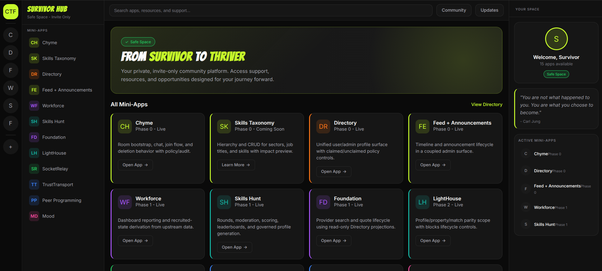 CTF
SURVIVOR HUB
Safe Space · Invite Only
Search apps, resources, and support...
Community
Updates
YOUR SPACE
C
D
F
W
S
F
+
MINI-APPS
CH Chyme
SK Skills Taxonomy
DR Directory
FE Feed + Announcements
WF Workforce
SH Skills Hunt
FD Foundation
LH LightHouse
SR SocketRelay
TT TrustTransport
PP Peer Programming
MO Mood
✓ Safe Space
FROM SURVIVOR TO THRIVER
Your private, invite-only community platform. Access support,
resources, and opportunities designed for your journey forward.
All Mini-Apps
View Directory
CH
Chyme
Phase 0 · Live
Room bootstrap, chat, join flow, and
deletion behavior with policy/audit.
Open App →
SK
Skills Taxonomy
Phase 0 · Coming Soon
Hierarchy and CRUD for sectors, job
titles, and skills with impact preview.
Learn More →
DR
Directory
Phase 0 · Live
Unified user/admin profile surface
with claimed/unclaimed policy
controls.
Open App →
FE
Feed + Announcements
Phase 0 · Live
Timeline and announcement lifecycle
in a coupled admin surface.
Open App →
WF
Workforce
Phase 1 · Live
Dashboard reporting and recruited-
state derivation from upstream data.
Open App →
SH
Skills Hunt
Phase 1 · Live
Rounds, moderation, scoring,
leaderboards, and governed profile
generation.
Open App →
FD
Foundation
Phase 1 · Live
Provider search and quote lifecycle
using read-only Directory projections.
Open App →
LH
LightHouse
Phase 2 · Live
Profile/property/match parity scope
with blocks lifecycle controls.
Open App →
S
Welcome, Survivor
Safe Space
"You are not what happened to
you. You are what you choose to
become."
- Carl Jung
ACTIVE MINI-APPS
C Chyme Phase 0
D Directory Phase 0
F Feed + Announcements Phase
0
W Workforce Phase 1
S Skills Hunt Phase 1